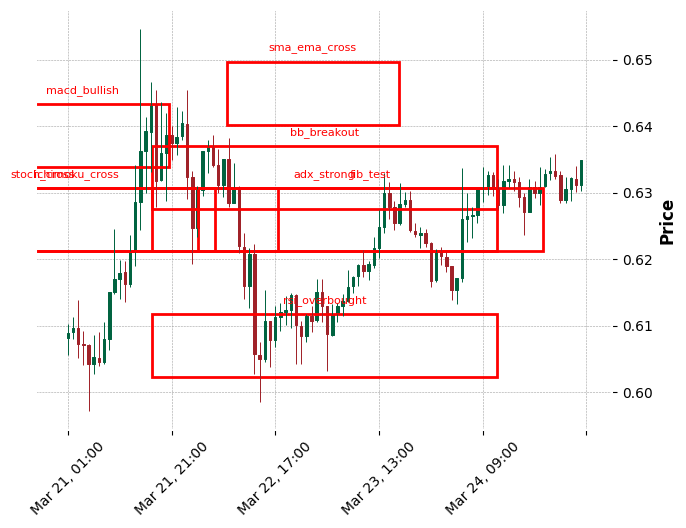 sma_ema_cross
macd_bullish
bb_breakout
adx_strong
fib_test
rsi_overbought
0.65
0.64
0.63
0.62
0.61
0.60
Price
Mar 21, 01:00
Mar 21, 21:00
Mar 22, 17:00
Mar 23, 13:00
Mar 24, 09:00